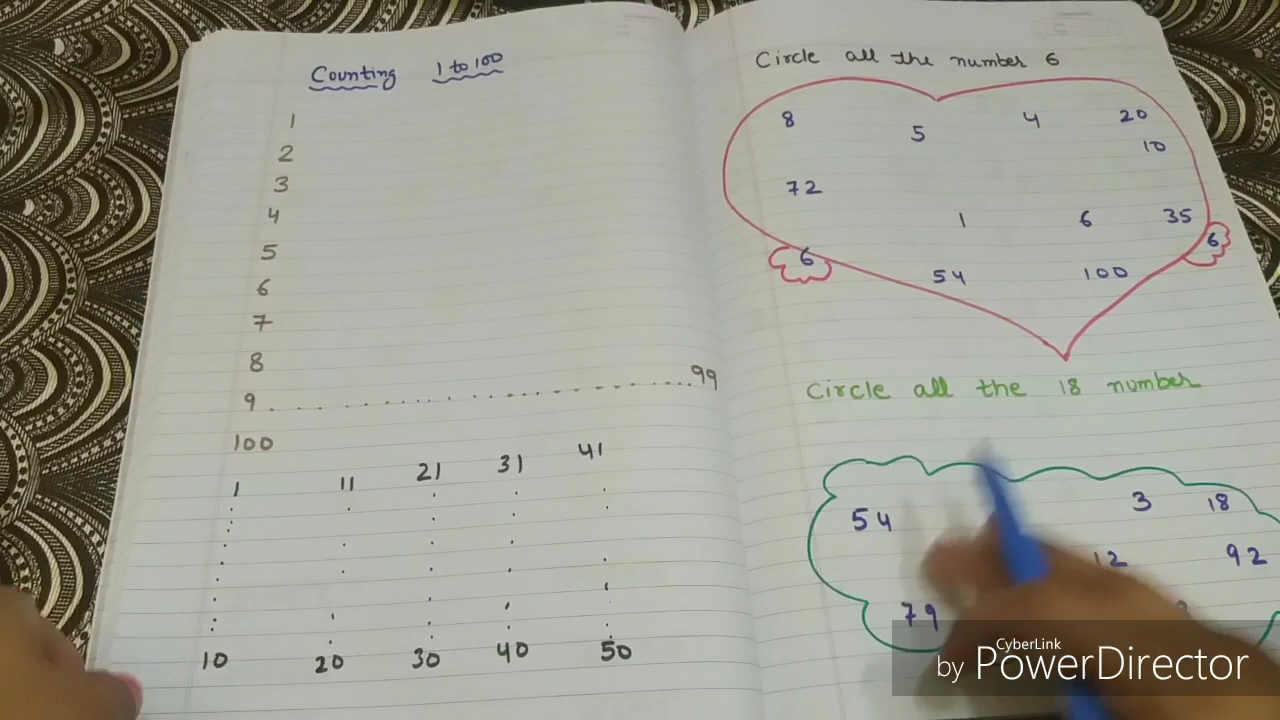 Counting 1 to 100
1
2
3
4
5
6
7
8
9 . . . . . . . . . . . . . . . . . . . . . 99
100
1 11 21 31 41
10 20 30 40 50
Circle all the number 6
8 5 4 20
10
72
1 6 35
6 6
54 100
Circle all the 18 number
54 3 18
12 92
79
CyberLink
by PowerDirector